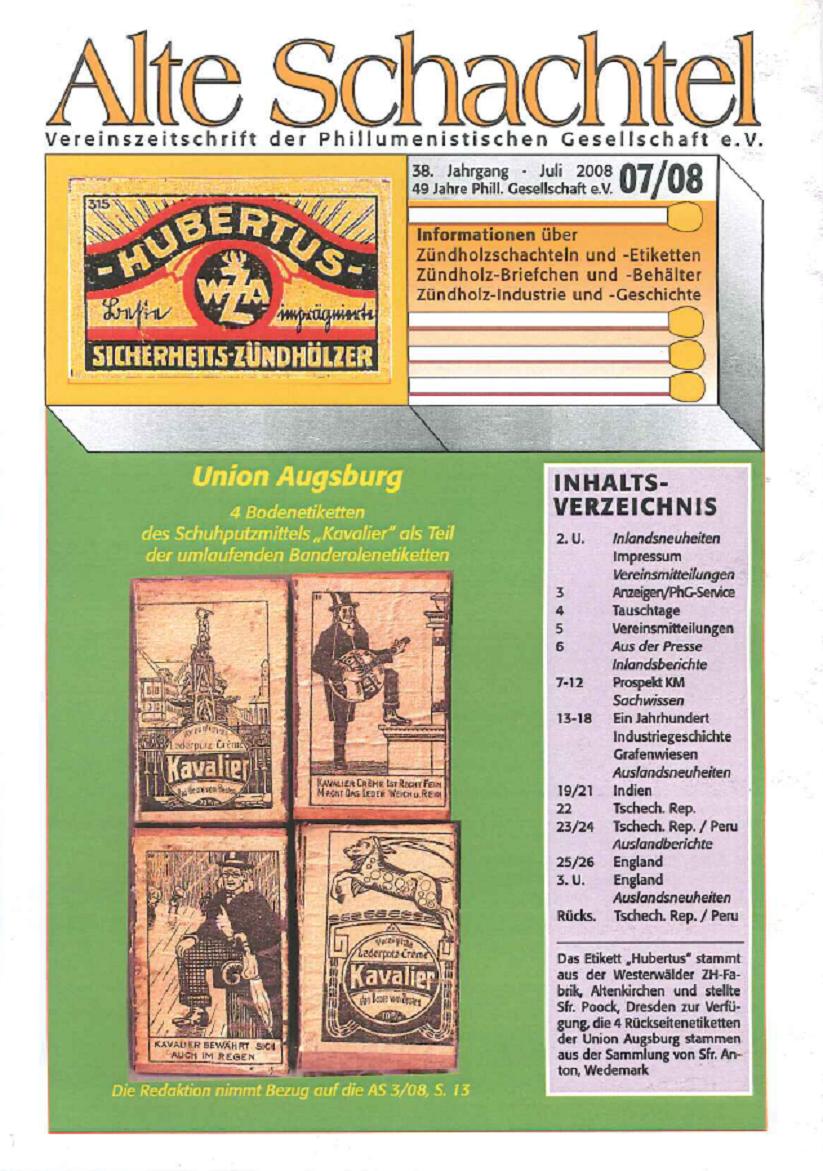 Alte Schachtel
Vereinszeitschrift der Phillumenistischen Gesellschaft e.V.
315
-HUBERTUS-
WZA
Beste imprägnierte
SICHERHEITS-ZÜNDHÖLZER
38. Jahrgang - Juli 2008
49 Jahre Phill. Gesellschaft e.V.
07/08
Informationen über
Zündholzschachteln und -Etiketten
Zündholz-Briefchen und -Behälter
Zündholz-Industrie und -Geschichte
Union Augsburg
4 Bodenetiketten
des Schuhputzmittels „Kavalier" als Teil
der umlaufenden Banderolenetiketten
Lederputz-Crème
Kavalier
KAVALIER CRÈME IST RECHT FEIN
MACHT DAS LEDER WEICH U. REIN
G
KAVALIER BEWÄHRT SICH
AUCH IM REGEN
Lederputz-Crème
Kavalier
Die Redaktion nimmt Bezug auf die AS 3/08, S. 13
INHALTS-
VERZEICHNIS
2. U. Inlandsneuheiten
Impressum
Vereinsmitteilungen
3 Anzeigen/PhG-Service
4 Tauschtage
5 Vereinsmitteilungen
6 Aus der Presse
Inlandsberichte
7-12 Prospekt KM
Sachwissen
13-18 Ein Jahrhundert
Industriegeschichte
Grafenwiesen
Auslandsneuheiten
19/21 Indien
22 Tschech. Rep.
23/24 Tschech. Rep. / Peru
Auslandberichte
25/26 England
3. U. England
Auslandsneuheiten
Rücks. Tschech. Rep. / Peru
Das Etikett „Hubertus" stammt
aus der Westerwälder ZH-Fa-
brik, Altenkirchen und stellte
Sfr. Poock, Dresden zur Verfü-
gung, die 4 Rückseitenetiketten
der Union Augsburg stammen
aus der Sammlung von Sfr. An-
ton, Wedemark